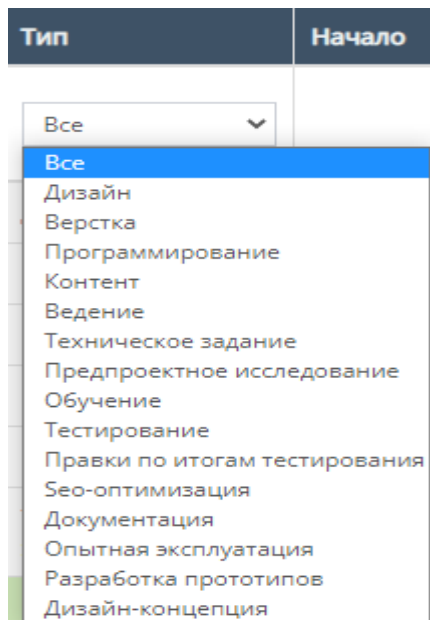 Тип Начало
Все
Все
Дизайн
Верстка
Программирование
Контент
Ведение
Техническое задание
Предпроектное исследование
Обучение
Тестирование
Правки по итогам тестирования
Seo-оптимизация
Документация
Опытная эксплуатация
Разработка прототипов
Дизайн-концепция